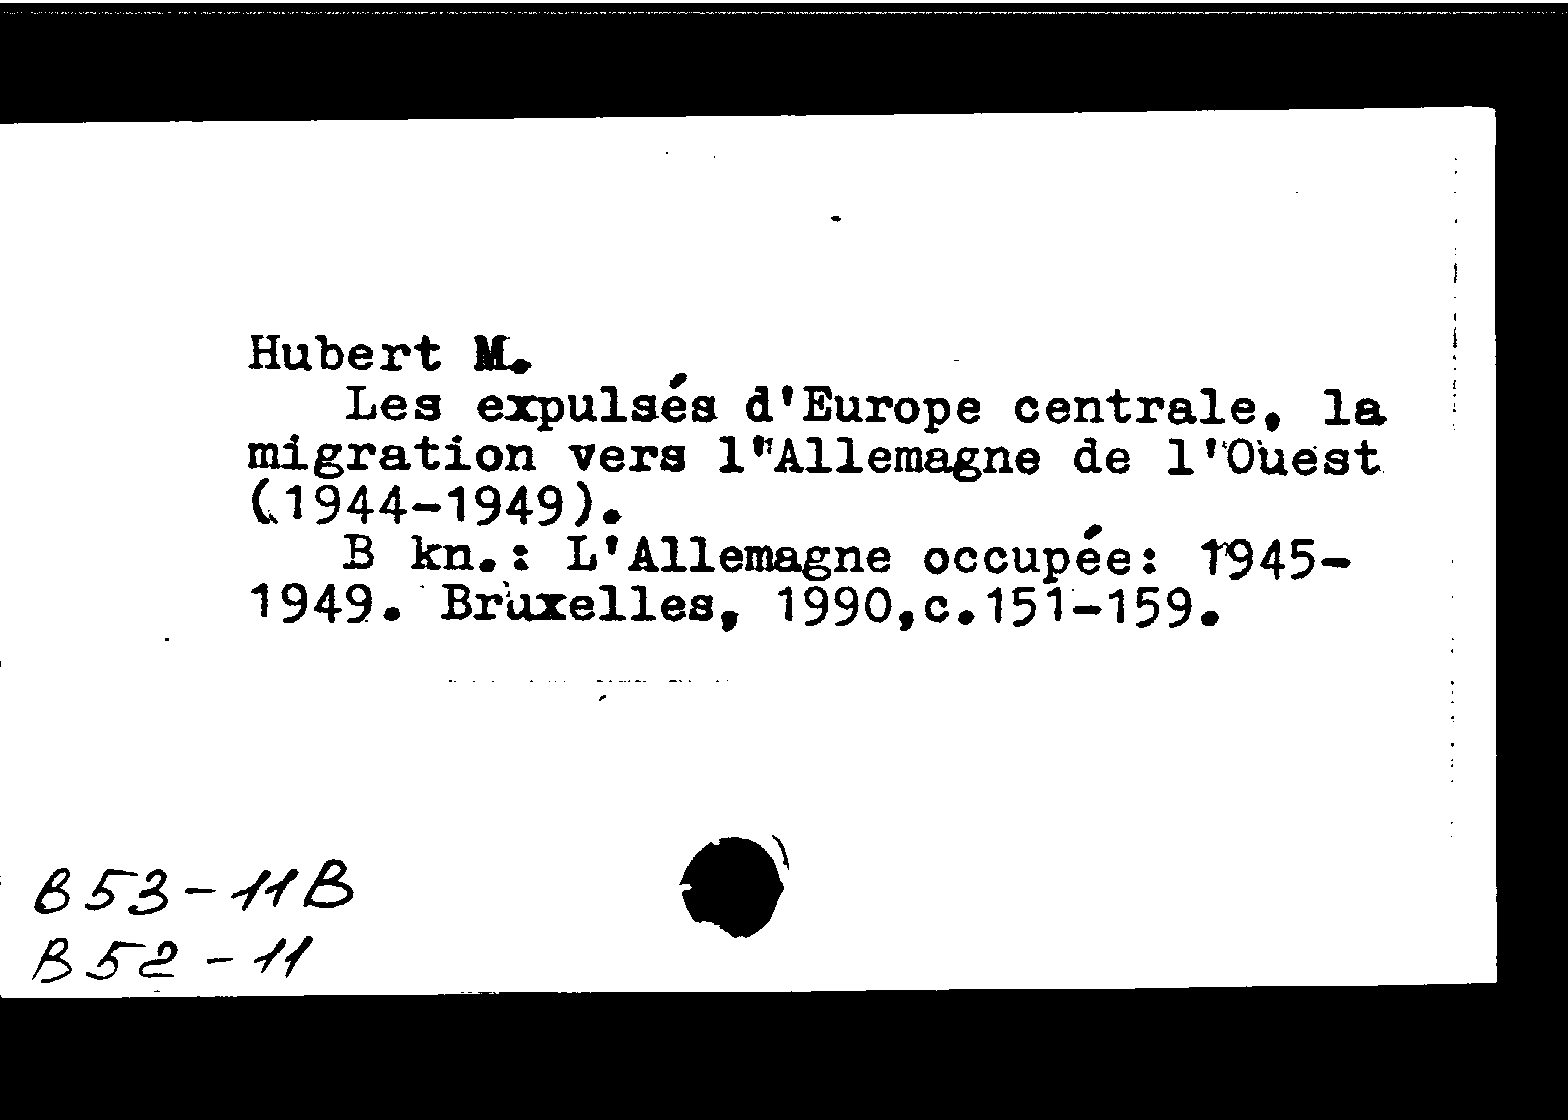 Hubert M.
Les expulsés d'Europe centrale, la
migration vers l'"Allemagne de l'Ouest
(1944-1949).
B kn.: L'Allemagne occupée: 1945-
1949. Bruxelles, 1990,c.151-159.
B53-11B
B52-11